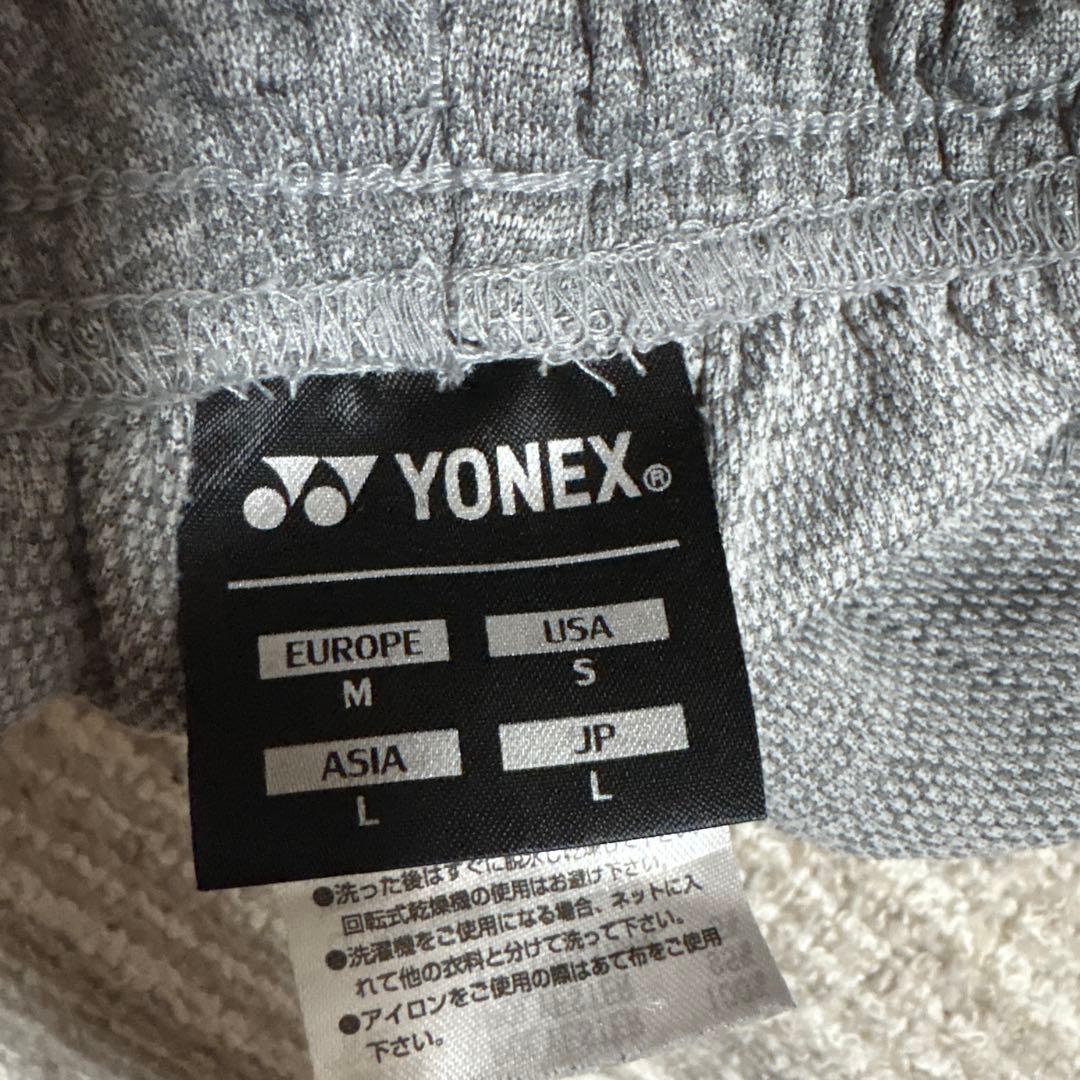 YONEX®
EUROPE USA
M S
ASIA JP
L L
●洗った後はすぐに脱水し
回転式乾燥機の使用はお避け下さい。
●洗濯機をご使用になる場合、ネットに入
れて他の衣料と分けて洗って下さい。
●アイロンをご使用の際はあて布をご使用
下さい。